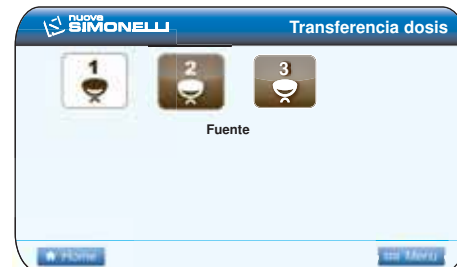 nuova
SIMONELLI
Transferencia dosis
1 2 3
Fuente
Home
Menu